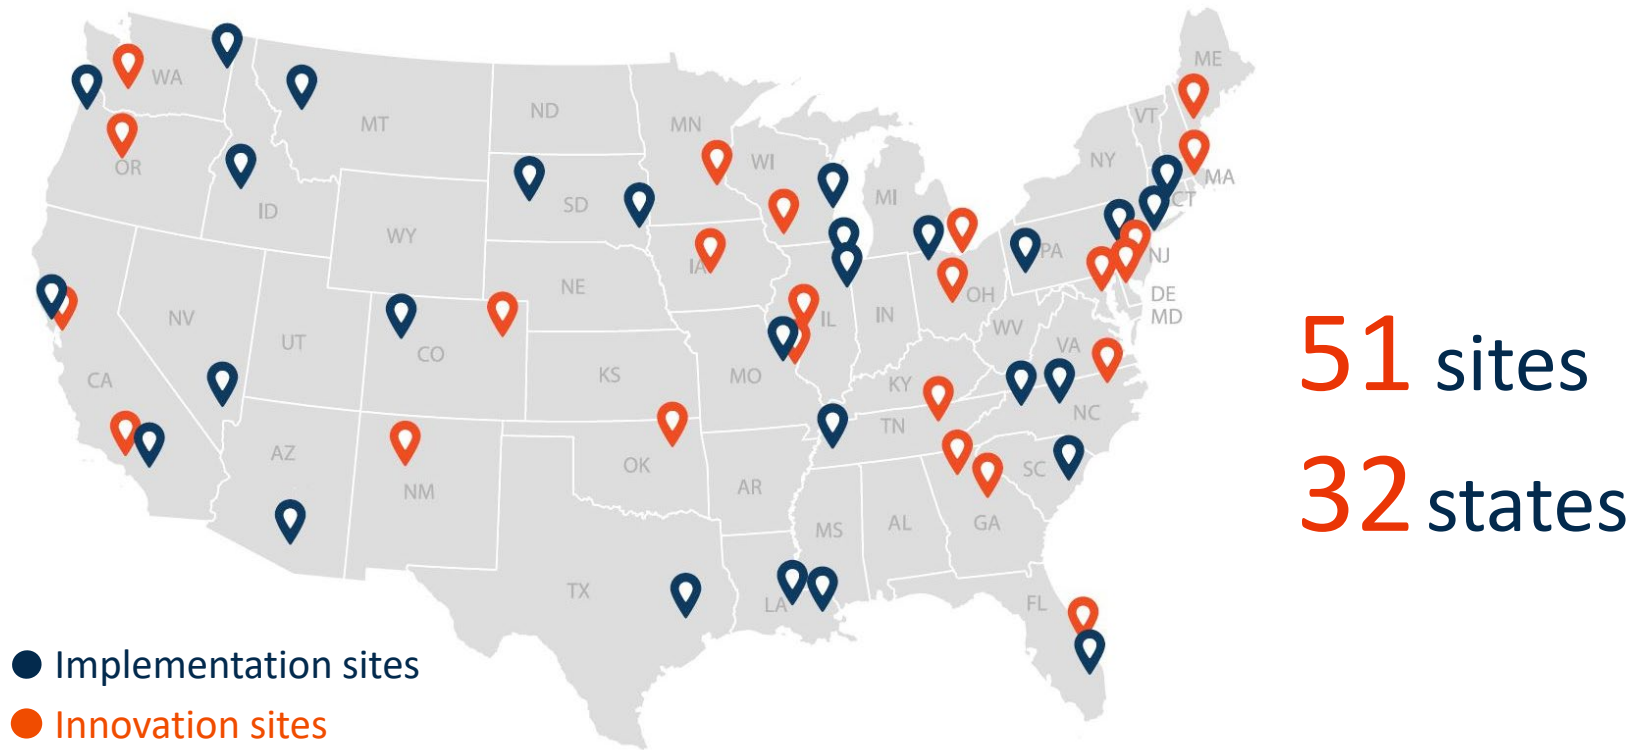 WA
MT
ND
MN
OR
ID
SD
WI
MI
NY
VT
ME
MA
CT
WY
IA
NE
PA
NJ
DE
MD
NV
UT
CO
IL
IN
OH
WV
VA
CA
KS
MO
KY
NC
TN
AZ
NM
OK
AR
SC
MS
AL
GA
TX
LA
FL
51 sites
32 states
Implementation sites
Innovation sites